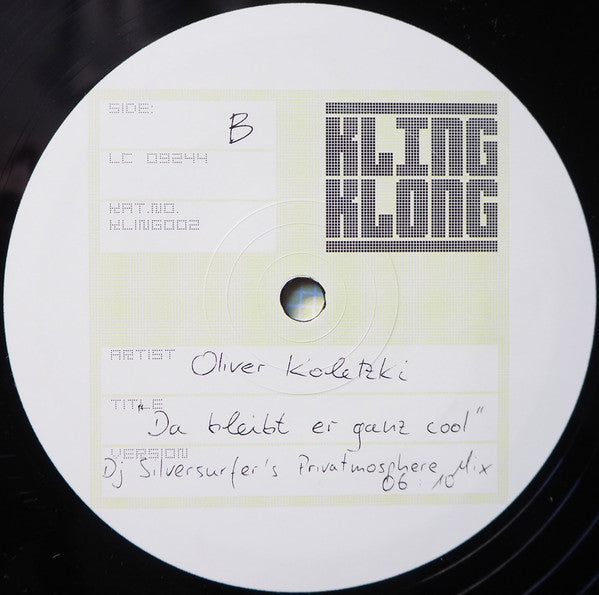 SIDE:
B
LC 09244
KAT.NO.
KLING002
KLING
KLONG
ARTIST
Oliver Koletzki
TITLE
"Da bleibt er ganz cool"
VERSION
Dj Silversurfer's Privatmosphere Mix
06:10